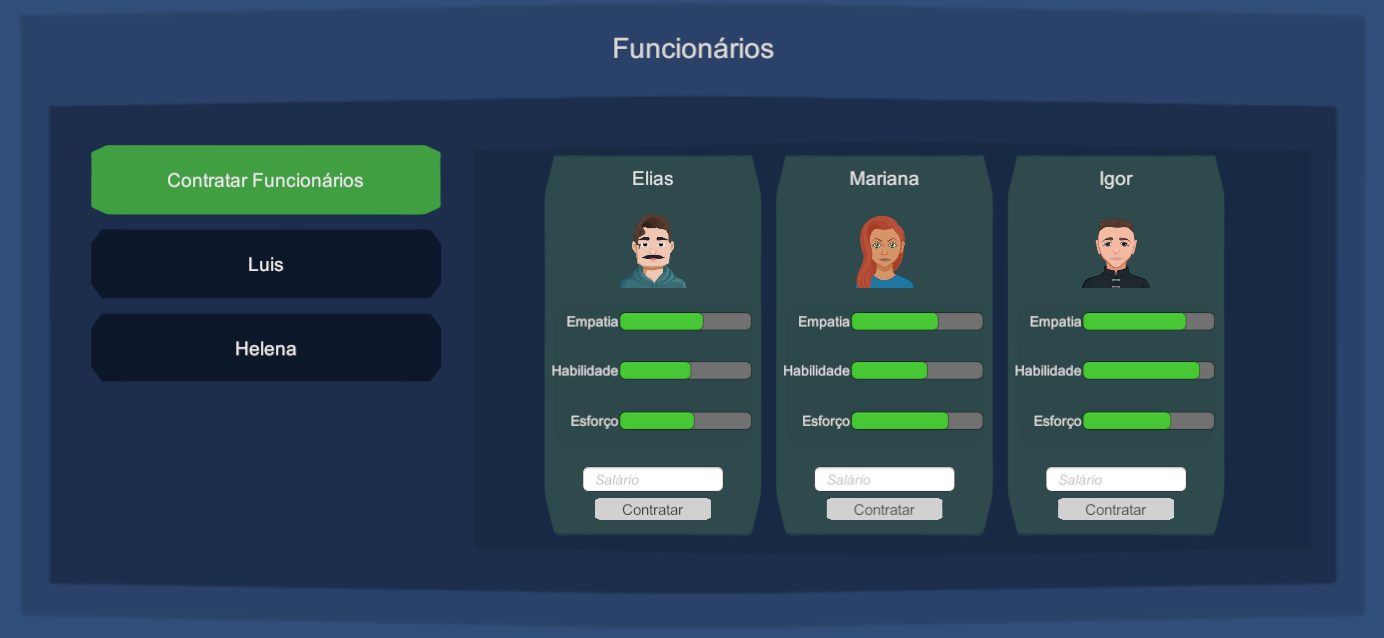 Funcionários
Contratar Funcionários
Luis
Helena
Elias
Empatia
Habilidade
Esforço
Salário
Contratar
Mariana
Empatia
Habilidade
Esforço
Salário
Contratar
Igor
Empatia
Habilidade
Esforço
Salário
Contratar